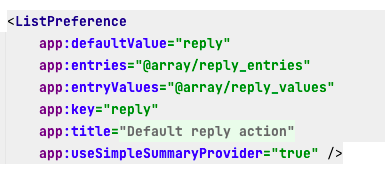 <ListPreference
app:defaultValue="reply"
app:entries="@array/reply_entries"
app:entryValues="@array/reply_values"
app:key="reply"
app:title="Default reply action"
app:useSimpleSummaryProvider="true" />